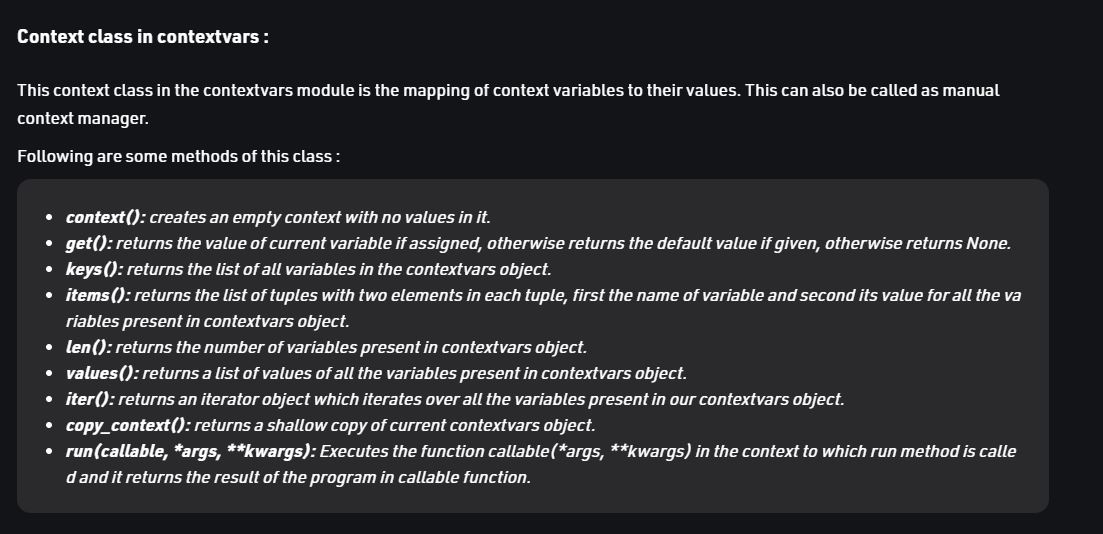 Context class in contextvars :
This context class in the contextvars module is the mapping of context variables to their values. This can also be called as manual
context manager.
Following are some methods of this class :
• context(): creates an empty context with no values in it.
• get(): returns the value of current variable if assigned, otherwise returns the default value if given, otherwise returns None.
• keys(): returns the list of all variables in the contextvars object.
• items(): returns the list of tuples with two elements in each tuple, first the name of variable and second its value for all the va
riables present in contextvars object.
• len(): returns the number of variables present in contextvars object.
• values(): returns a list of values of all the variables present in contextvars object.
• iter(): returns an iterator object which iterates over all the variables present in our contextvars object.
• copy_context(): returns a shallow copy of current contextvars object.
• run(callable, *args, **kwargs): Executes the function callable(*args, **kwargs) in the context to which run method is calle
d and it returns the result of the program in callable function.